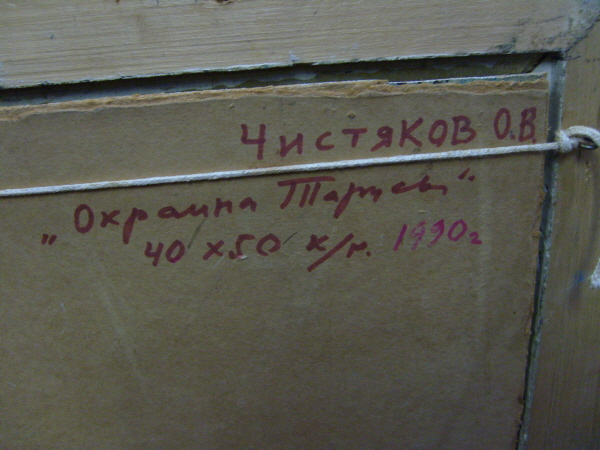 ЧИСТЯКОВ О.В.
„Окраина Тарусы“
40 х 50 к/м. 1990г